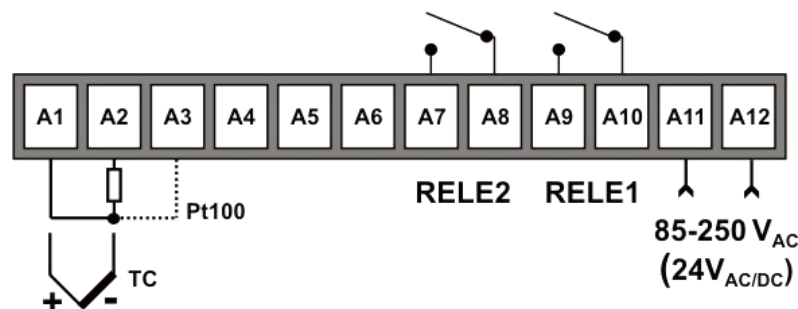 A1 A2 A3 A4 A5 A6 A7 A8 A9 A10 A11 A12
RELE2 RELE1
Pt100
85-250 VAC
(24VAC/DC)
TC
+ -